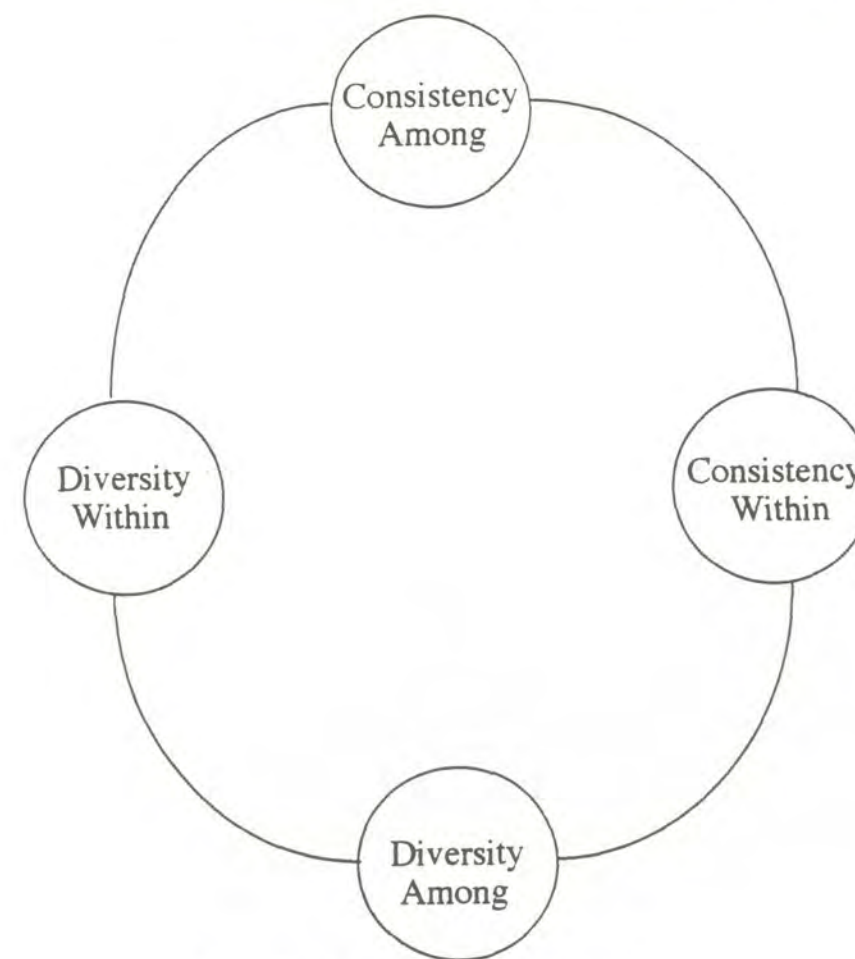 Consistency
Among
Diversity
Within
Consistency
Within
Diversity
Among